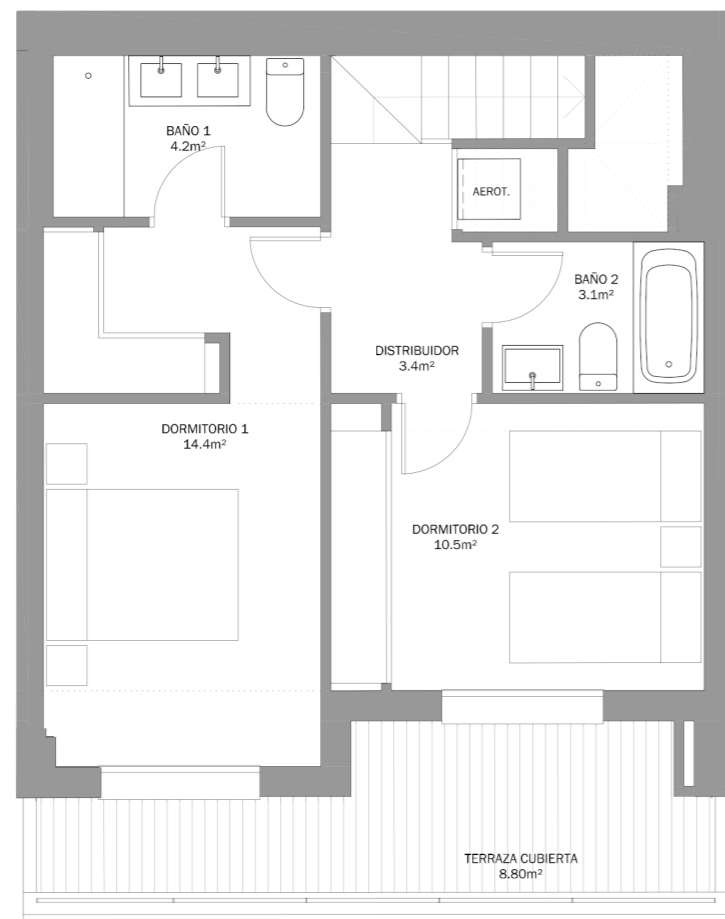 BAÑO 1
4.2m²
AEROT.
BAÑO 2
3.1m²
DISTRIBUIDOR
3.4m²
DORMITORIO 1
14.4m²
DORMITORIO 2
10.5m²
TERRAZA CUBIERTA
8.80m²